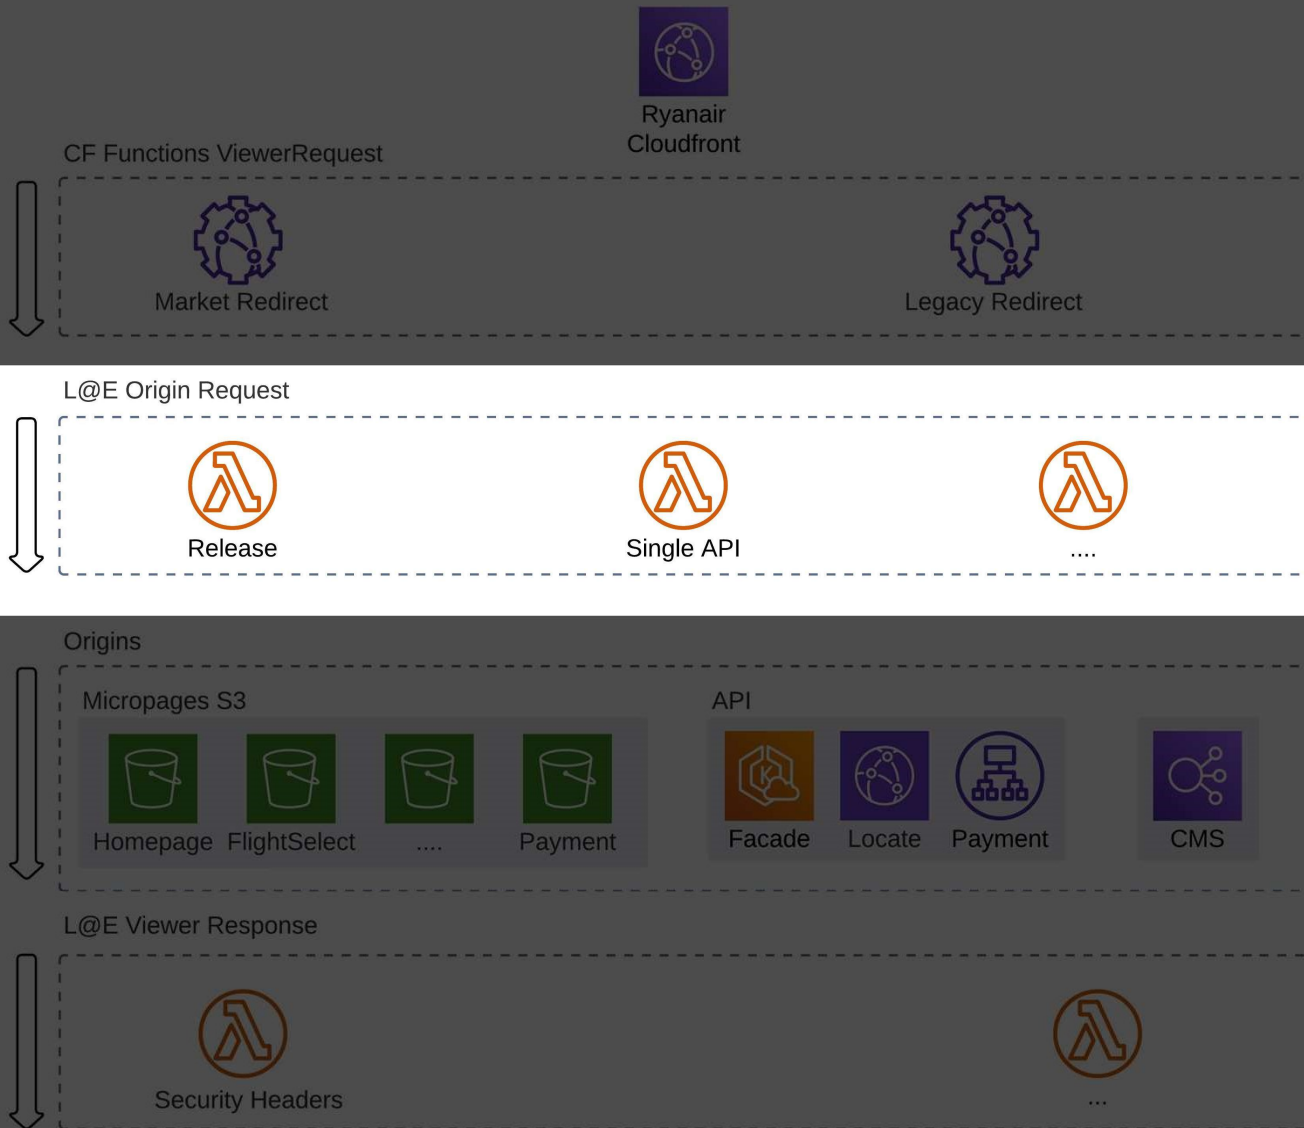 Ryanair
Cloudfront
CF Functions ViewerRequest
Market Redirect
Legacy Redirect
L@E Origin Request
Release
Single API
....
Origins
Micropages S3
API
Homepage
FlightSelect
....
Payment
Facade
Locate
Payment
CMS
L@E Viewer Response
Security Headers
...